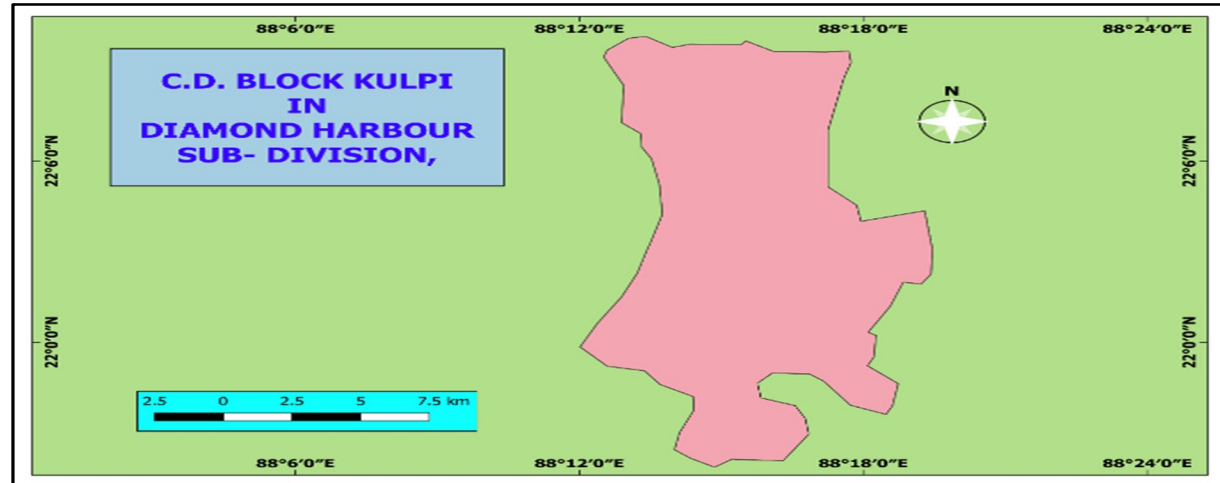 88°6′0″E 88°12′0″E 88°18′0″E 88°24′0″E
C.D. BLOCK KULPI
IN
DIAMOND HARBOUR
SUB- DIVISION,
N
22°6′0″N 22°6′0″N
22°0′0″N 22°0′0″N
2.5 0 2.5 5 7.5 km
88°6′0″E 88°12′0″E 88°18′0″E 88°24′0″E